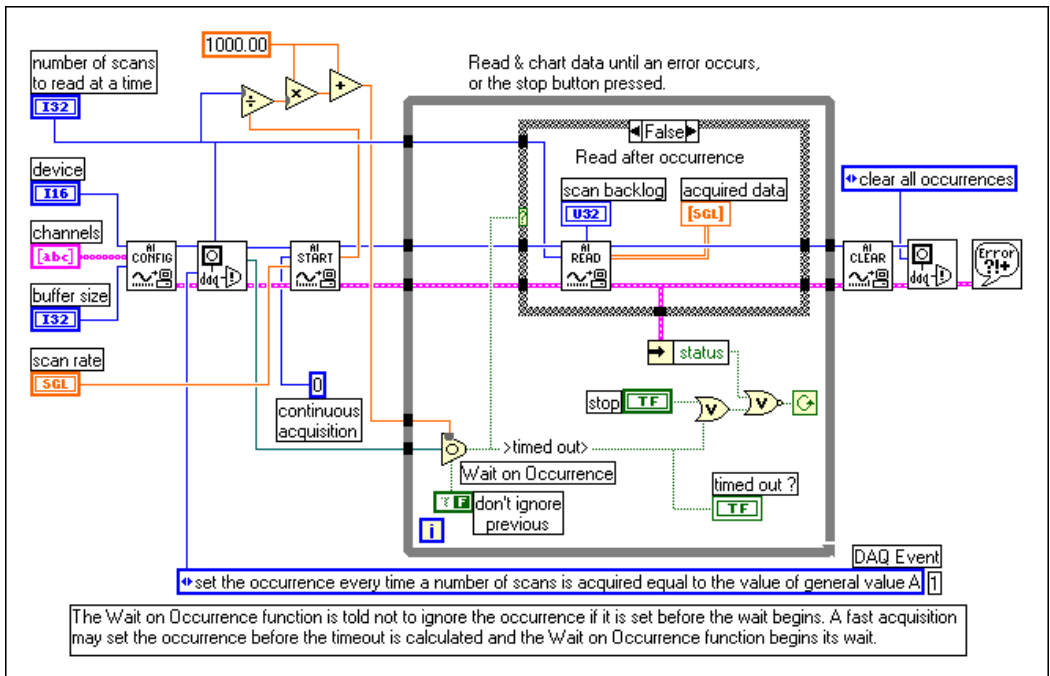 1000.00
number of scans
to read at a time
I32
÷
×
+
Read & chart data until an error occurs,
or the stop button pressed.
False
Read after occurrence
device
I16
scan backlog
U32
acquired data
[SGL]
clear all occurrences
channels
[abc]
AI
CONFIG
ddq
AI
START
AI
READ
AI
CLEAR
ddq
Error
?!+
?
buffer size
I32
scan rate
SGL
0
continuous
acquisition
status
stop
TF
V
V
>timed out>
Wait on Occurrence
? F
don't ignore
previous
timed out ?
TF
i
DAQ Event
set the occurrence every time a number of scans is acquired equal to the value of general value A
1
The Wait on Occurrence function is told not to ignore the occurrence if it is set before the wait begins. A fast acquisition
may set the occurrence before the timeout is calculated and the Wait on Occurrence function begins its wait.